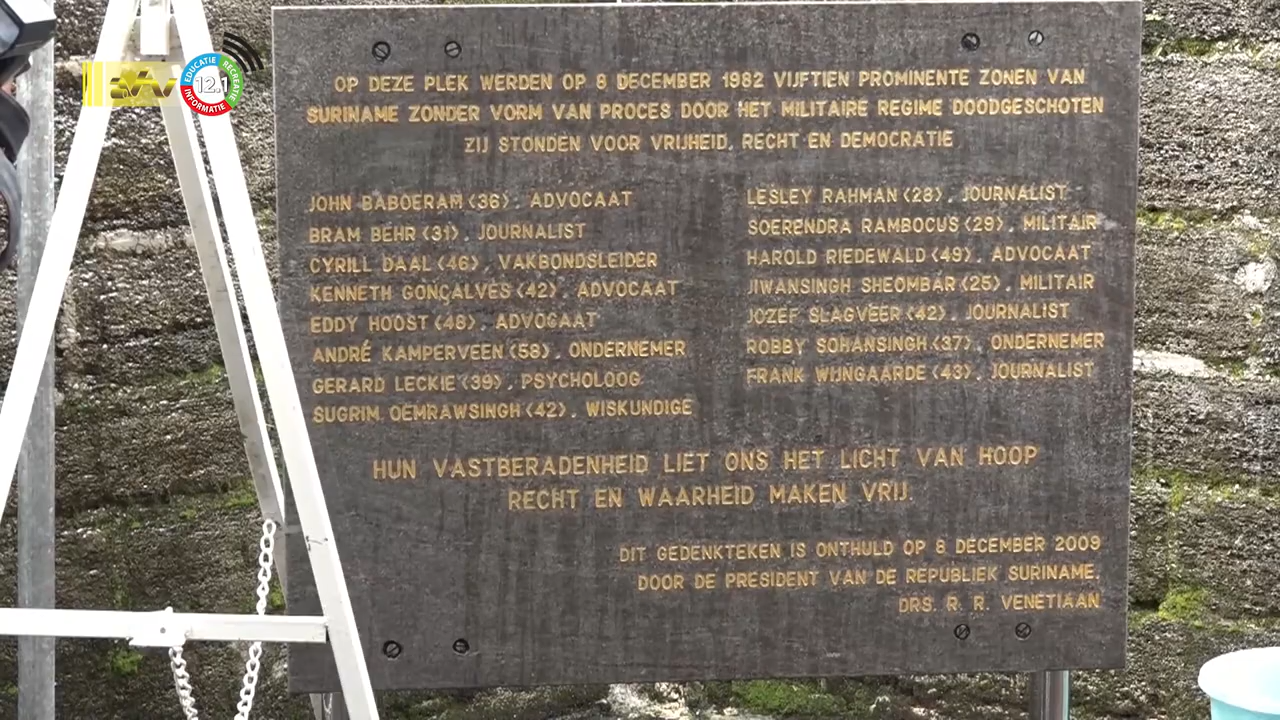 EDUCATIE
RECREATIE
INFORMATIE
12.1
OP DEZE PLEK WERDEN OP 8 DECEMBER 1982 VIJFTIEN PROMINENTE ZONEN VAN
SURINAME ZONDER VORM VAN PROCES DOOR HET MILITAIRE REGIME DOODGESCHOTEN
ZIJ STONDEN VOOR VRIJHEID, RECHT EN DEMOCRATIE
JOHN BABOERAM (36), ADVOCAAT
BRAM BEHR (31), JOURNALIST
CYRILL DAAL (46), VAKBONDSLEIDER
KENNETH GONÇALVES (42), ADVOCAAT
EDDY HOOST (48), ADVOCAAT
ANDRÉ KAMPERVEEN (58), ONDERNEMER
GERARD LECKIE (39), PSYCHOLOOG
SUGRIM OEMRAWSINGH (42), WISKUNDIGE
LESLEY RAHMAN (28), JOURNALIST
SOERENDRA RAMBOCUS (29), MILITAIR
HAROLD RIEDEWALD (49), ADVOCAAT
JIWANSINGH SHEOMBAR (25), MILITAIR
JOZEF SLAGVEER (42), JOURNALIST
ROBBY SOHANSINGH (37), ONDERNEMER
FRANK WIJNGAARDE (43), JOURNALIST
HUN VASTBERADENHEID LIET ONS HET LICHT VAN HOOP
RECHT EN WAARHEID MAKEN VRIJ.
DIT GEDENKTEKEN IS ONTHULD OP 8 DECEMBER 2009
DOOR DE PRESIDENT VAN DE REPUBLIEK SURINAME,
DRS. R. R. VENETIAAN